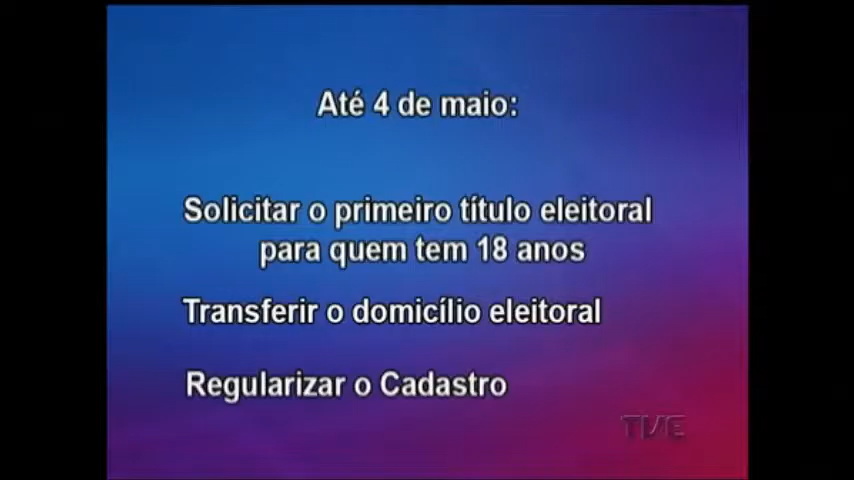 Até 4 de maio:
Solicitar o primeiro título eleitoral
para quem tem 18 anos
Transferir o domicílio eleitoral
Regularizar o Cadastro
TVE